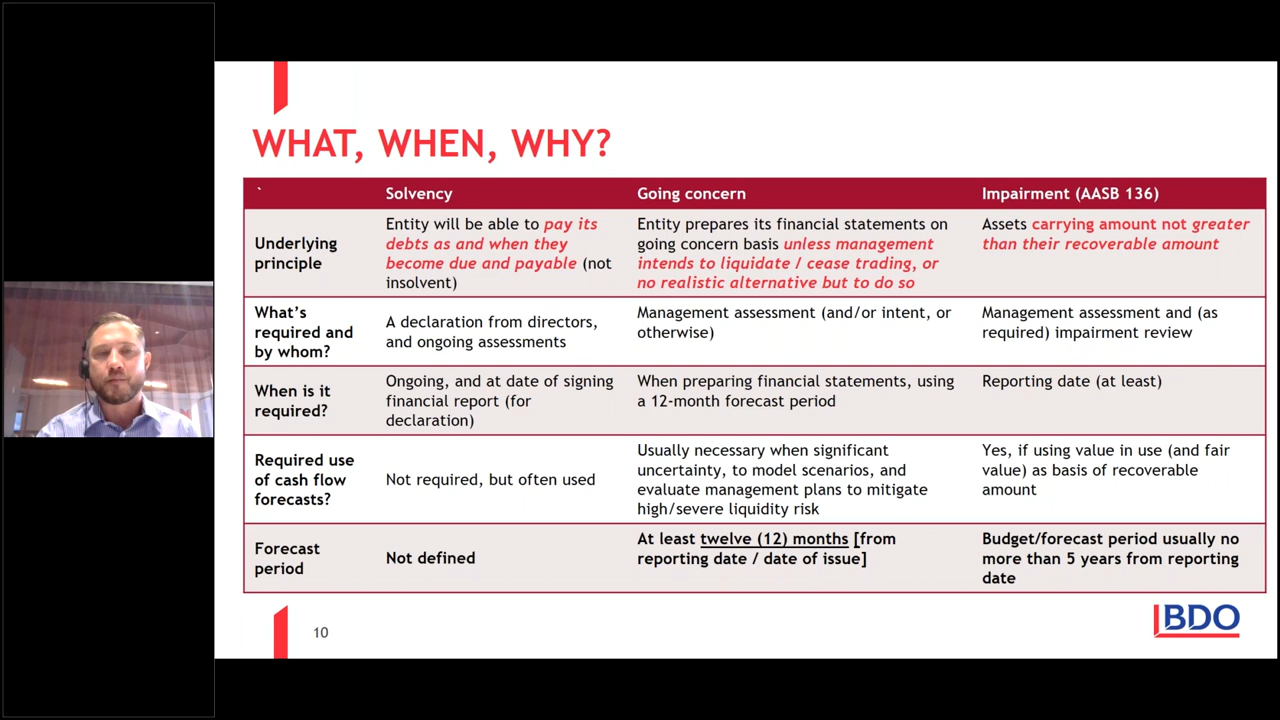 WHAT, WHEN, WHY?
`
Solvency
Going concern
Impairment (AASB 136)
Underlying
principle
Entity will be able to pay its
debts as and when they
become due and payable (not
insolvent)
Entity prepares its financial statements on
going concern basis unless management
intends to liquidate / cease trading, or
no realistic alternative but to do so
Assets carrying amount not greater
than their recoverable amount
What’s
required and
by whom?
A declaration from directors,
and ongoing assessments
Management assessment (and/or intent, or
otherwise)
Management assessment and (as
required) impairment review
When is it
required?
Ongoing, and at date of signing
financial report (for
declaration)
When preparing financial statements, using
a 12-month forecast period
Reporting date (at least)
Required use
of cash flow
forecasts?
Not required, but often used
Usually necessary when significant
uncertainty, to model scenarios, and
evaluate management plans to mitigate
high/severe liquidity risk
Yes, if using value in use (and fair
value) as basis of recoverable
amount
Forecast
period
Not defined
At least twelve (12) months [from
reporting date / date of issue]
Budget/forecast period usually no
more than 5 years from reporting
date
10
BDO